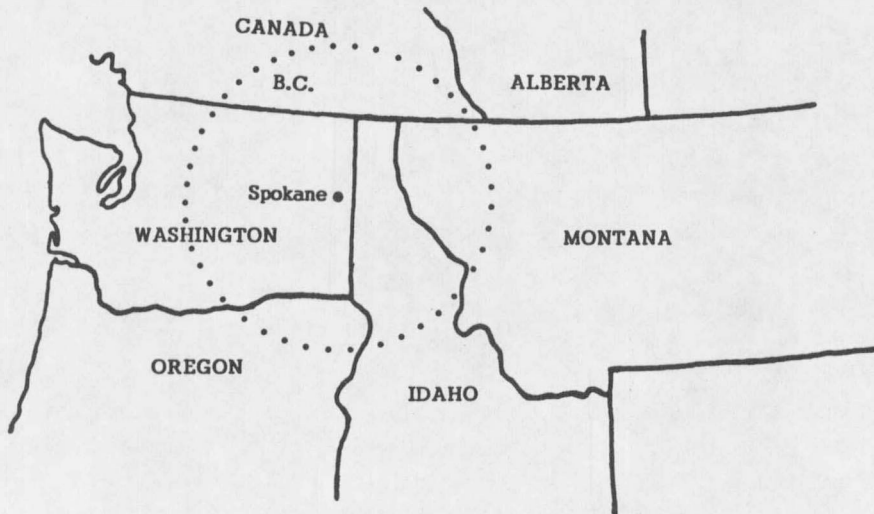 CANADA
B.C.
ALBERTA
Spokane
WASHINGTON
MONTANA
OREGON
IDAHO